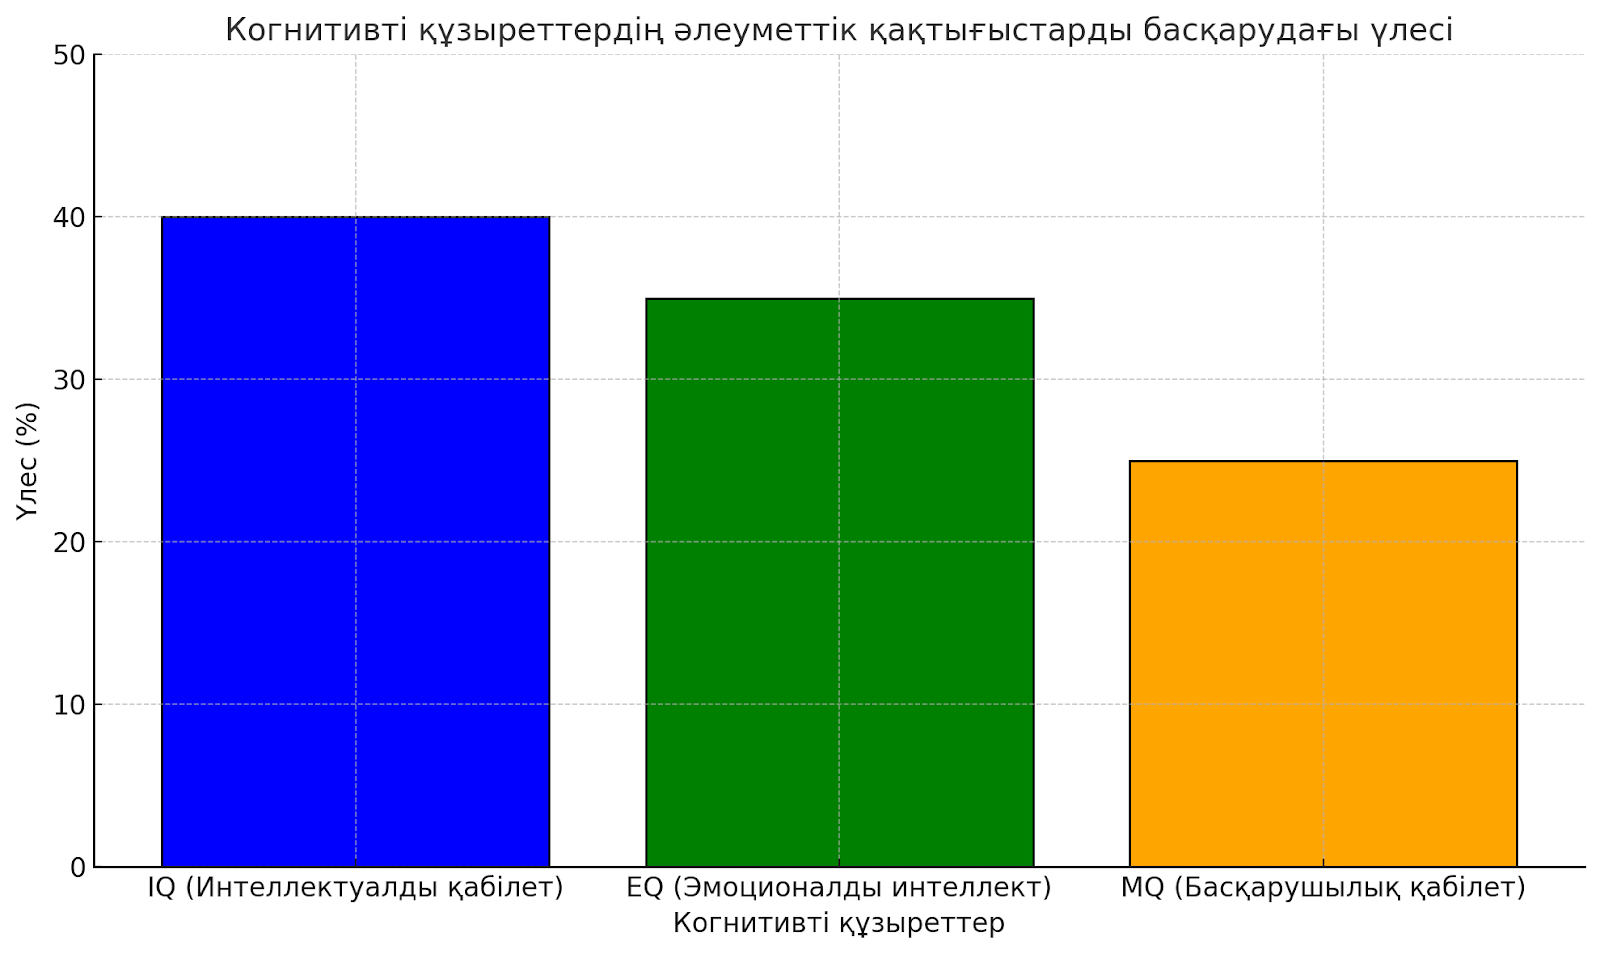 Когнитивті құзыреттердің әлеуметтік қақтығыстарды басқарудағы үлесі
50
40
30
20
10
0
Үлес (%)
IQ (Интеллектуалды қабілет)
EQ (Эмоционалды интеллект)
MQ (Басқарушылық қабілет)
Когнитивті құзыреттер